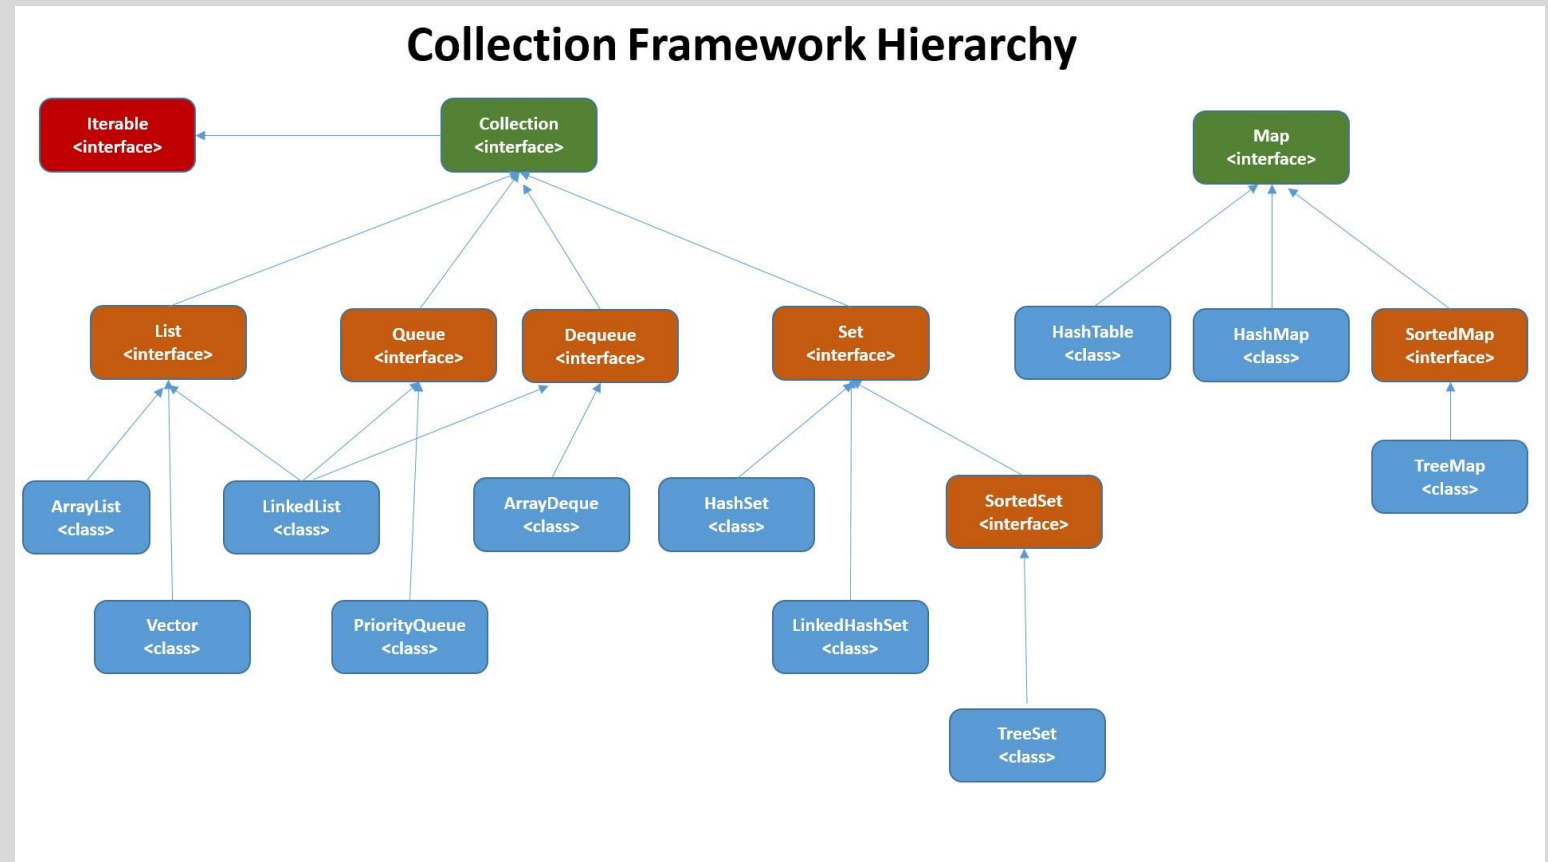 Collection Framework Hierarchy
Iterable
<interface>
Collection
<interface>
Map
<interface>
List
<interface>
Queue
<interface>
Dequeue
<interface>
Set
<interface>
HashTable
<class>
HashMap
<class>
SortedMap
<interface>
ArrayList
<class>
LinkedList
<class>
ArrayDeque
<class>
HashSet
<class>
SortedSet
<interface>
TreeMap
<class>
Vector
<class>
PriorityQueue
<class>
LinkedHashSet
<class>
TreeSet
<class>